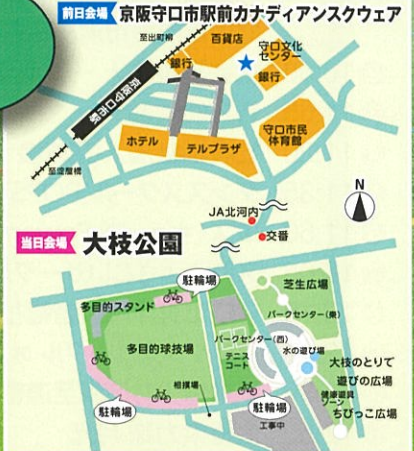 前日会場 京阪守口市駅前カナディアンスクウェア
至出町柳
百貨店
守口文化
センター
銀行
銀行
京阪守口市駅
ホテル
テルプラザ
守口市民
体育館
至淀屋橋
N
JA北河内
交番
当日会場 大枝公園
駐輪場
多目的スタンド
芝生広場
パークセンター(東)
多目的球技場
パークセンター(西)
水の遊び場
テニス
コート
大枝のとりで
遊びの広場
相撲場
健康遊具
ゾーン
駐輪場
駐輪場
ちびっこ広場
工事中